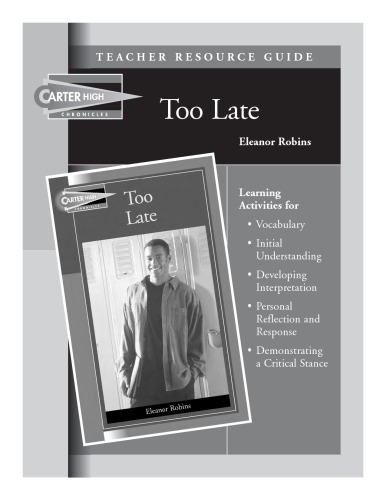 TEACHER RESOURCE GUIDE
CARTER HIGH
CHRONICLES
Too Late
Eleanor Robins
CARTER HIGH
CHRONICLES
Too
Late
Eleanor Robins
Learning
Activities for
• Vocabulary
• Initial
Understanding
• Developing
Interpretation
• Personal
Reflection and
Response
• Demonstrating
a Critical Stance